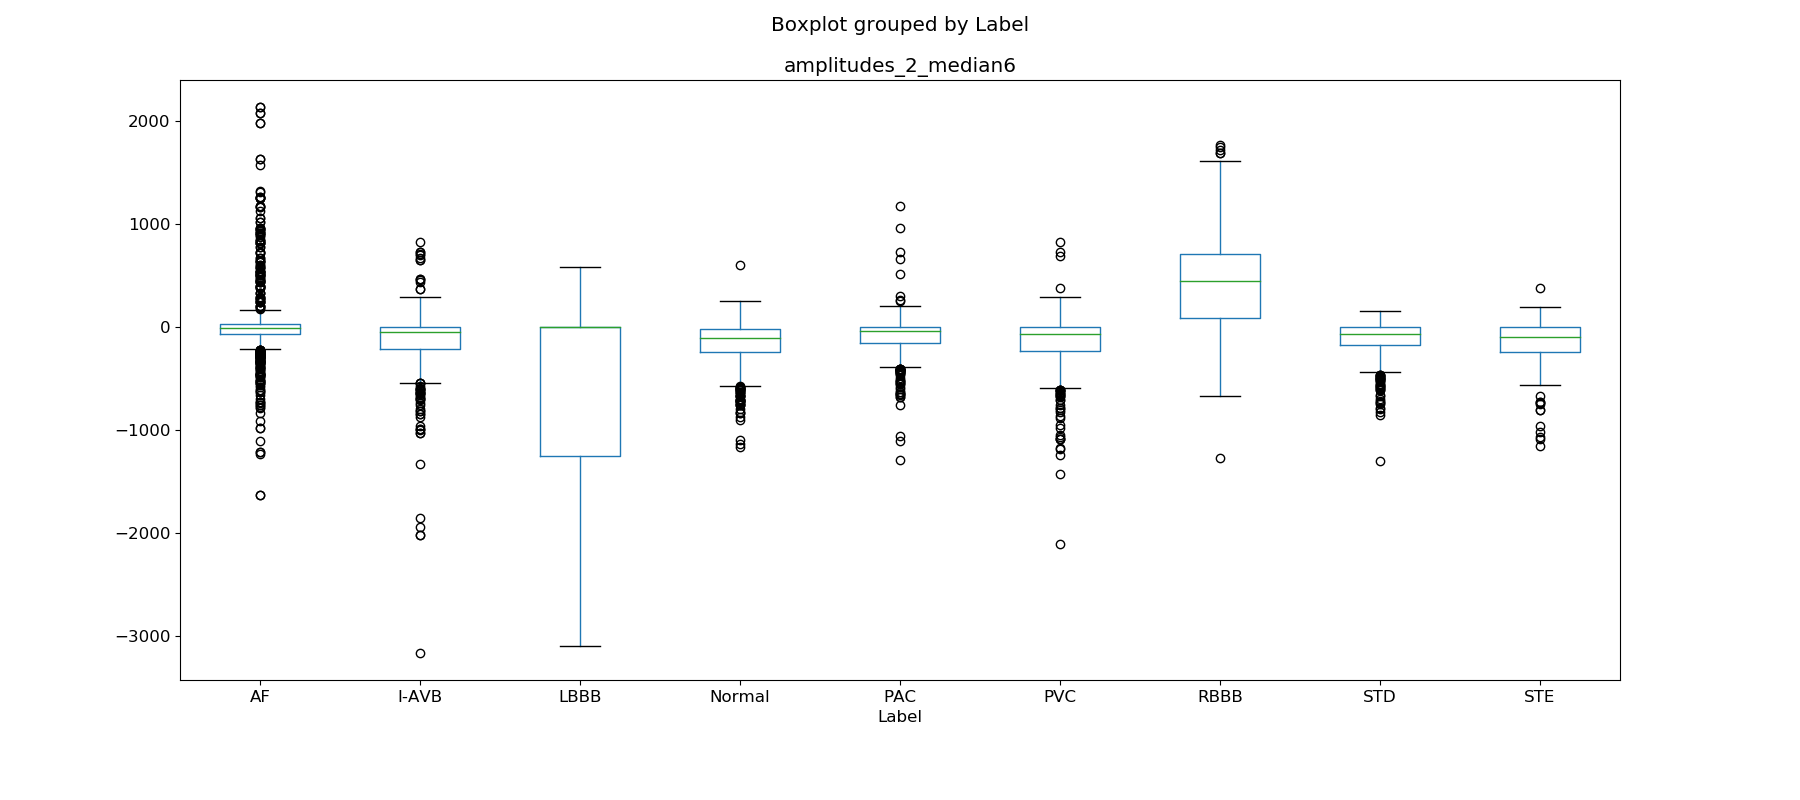 Boxplot grouped by Label
amplitudes_2_median6
2000
1000
0
−1000
−2000
−3000
AF I-AVB LBBB Normal PAC PVC RBBB STD STE
Label